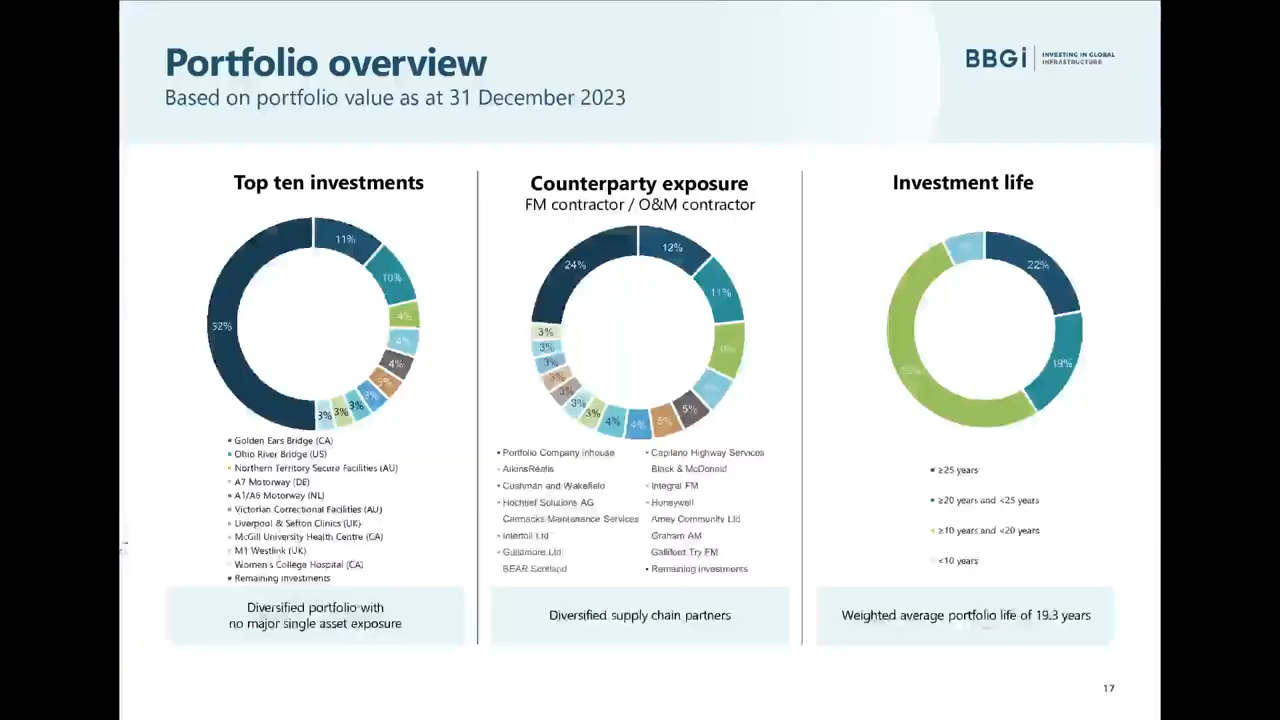 Portfolio overview
Based on portfolio value as at 31 December 2023
BBGi
INVESTING IN GLOBAL
INFRASTRUCTURE
Top ten investments
11%
10%
4%
4%
4%
3%
3%
3%
3%
3%
52%
Golden Ears Bridge (CA)
Ohio River Bridge (US)
Northern Territory Secure Facilities (AU)
A7 Motorway (DE)
A1/A6 Motorway (NL)
Victorian Correctional Facilities (AU)
Liverpool & Sefton Clinics (UK)
McGill University Health Centre (CA)
M1 Westlink (UK)
Women's College Hospital (CA)
Remaining investments
Diversified portfolio with
no major single asset exposure
Counterparty exposure
FM contractor / O&M contractor
12%
11%
5%
5%
4%
4%
3%
3%
3%
3%
3%
3%
3%
24%
Portfolio Company inhouse
Capilano Highway Services
AtkinsRéalis
Black & McDonald
Cushman and Wakefield
Integral FM
Hochtief Solutions AG
Honeywell
Carmacks Maintenance Services
Amey Community Ltd
Intertoll Ltd
Graham AM
Guildmore Ltd
Galliford Try FM
BEAR Scotland
Remaining investments
Diversified supply chain partners
Investment life
22%
≥25 years
≥20 years and <25 years
≥10 years and <20 years
<10 years
Weighted average portfolio life of 19.3 years
17